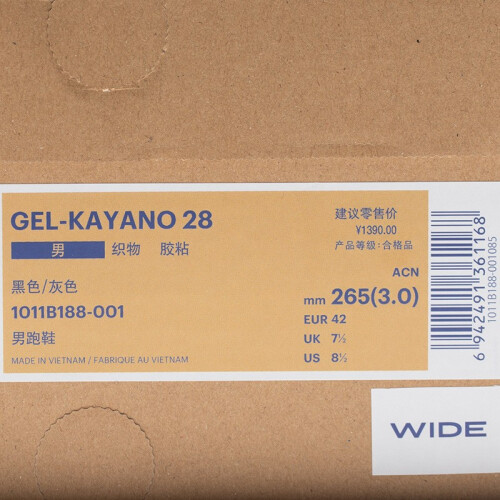 GEL-KAYANO 28
男 织物 胶粘
黑色/灰色
1011B188-001
男跑鞋
MADE IN VIETNAM / FABRIQUE AU VIETNAM
建议零售价
¥1390.00
产品等级:合格品
ACN
mm 265(3.0)
EUR 42
UK 7½
US 8½
6 942491 361168
1011B188-001085
WIDE